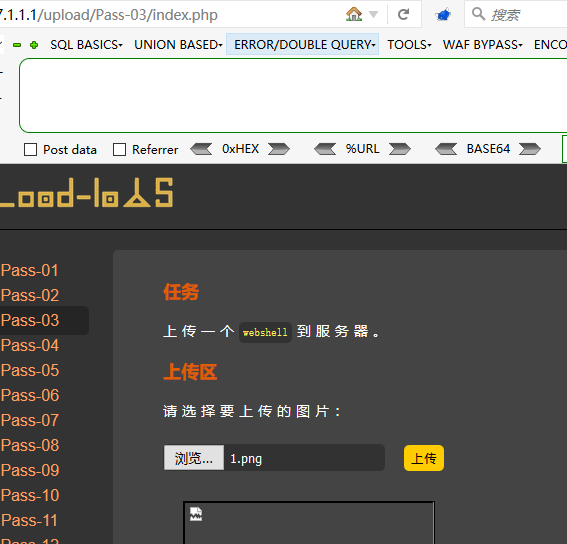 7.1.1.1/upload/Pass-03/index.php 搜索
SQL BASICS UNION BASED ERROR/DOUBLE QUERY TOOLS WAF BYPASS ENCO
Post data Referrer 0xHEX %URL BASE64
Load-labS
Pass-01
Pass-02
Pass-03
Pass-04
Pass-05
Pass-06
Pass-07
Pass-08
Pass-09
Pass-10
Pass-11
任务
上传一个 webshell 到服务器。
上传区
请选择要上传的图片：
浏览... 1.png 上传